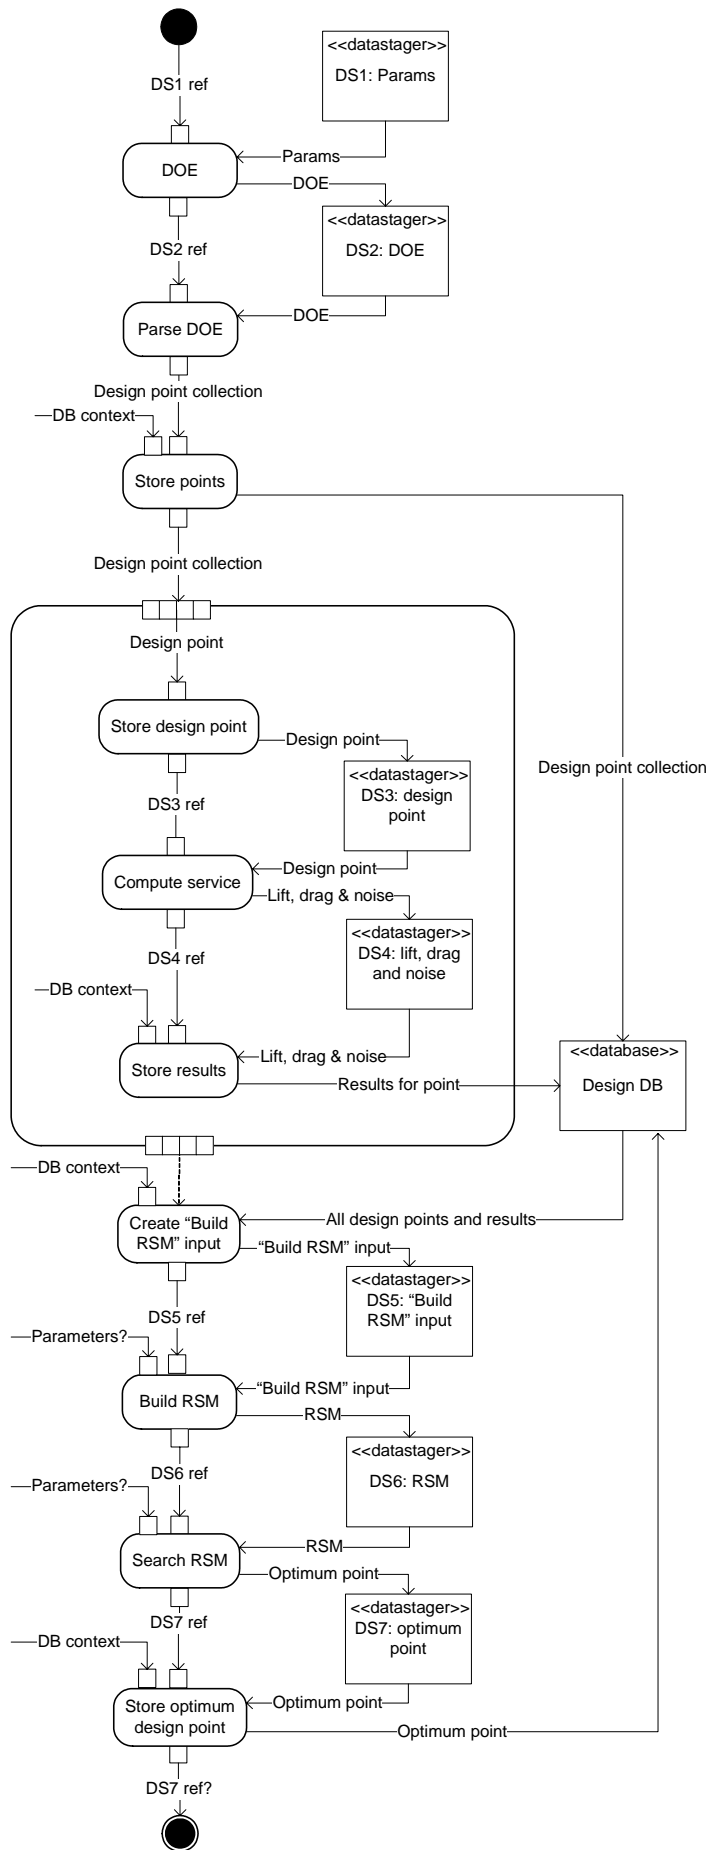 <<datastager>>
DS1: Params
DS1 ref
Params
DOE
DOE
<<datastager>>
DS2: DOE
DS2 ref
DOE
Parse DOE
Design point collection
DB context
Store points
Design point collection
Design point
Store design point
Design point
Design point collection
<<datastager>>
DS3: design
point
DS3 ref
Design point
Compute service
Lift, drag & noise
<<datastager>>
DS4: lift, drag
and noise
DS4 ref
DB context
Lift, drag & noise
Store results
Results for point
<<database>>
Design DB
DB context
All design points and results
Create “Build
RSM” input
“Build RSM” input
<<datastager>>
DS5: “Build
RSM” input
DS5 ref
Parameters?
“Build RSM” input
Build RSM
RSM
<<datastager>>
DS6: RSM
DS6 ref
Parameters?
RSM
Search RSM
Optimum point
<<datastager>>
DS7: optimum
point
DS7 ref
DB context
Optimum point
Store optimum
design point
Optimum point
DS7 ref?